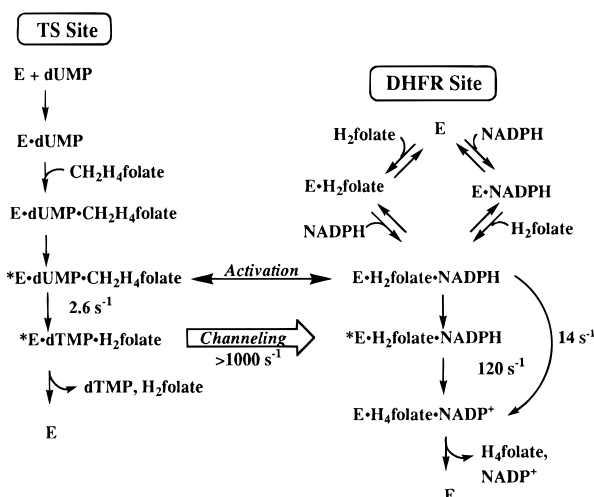 TS Site
E + dUMP
E•dUMP
CH₂H₄folate
E•dUMP•CH₂H₄folate
*E•dUMP•CH₂H₄folate
2.6 s⁻¹
*E•dTMP•H₂folate
dTMP, H₂folate
E
Activation
Channeling
>1000 s⁻¹
DHFR Site
E
H₂folate
NADPH
E•H₂folate
E•NADPH
NADPH
H₂folate
E•H₂folate•NADPH
*E•H₂folate•NADPH
14 s⁻¹
120 s⁻¹
E•H₄folate•NADP⁺
H₄folate,
NADP⁺
E